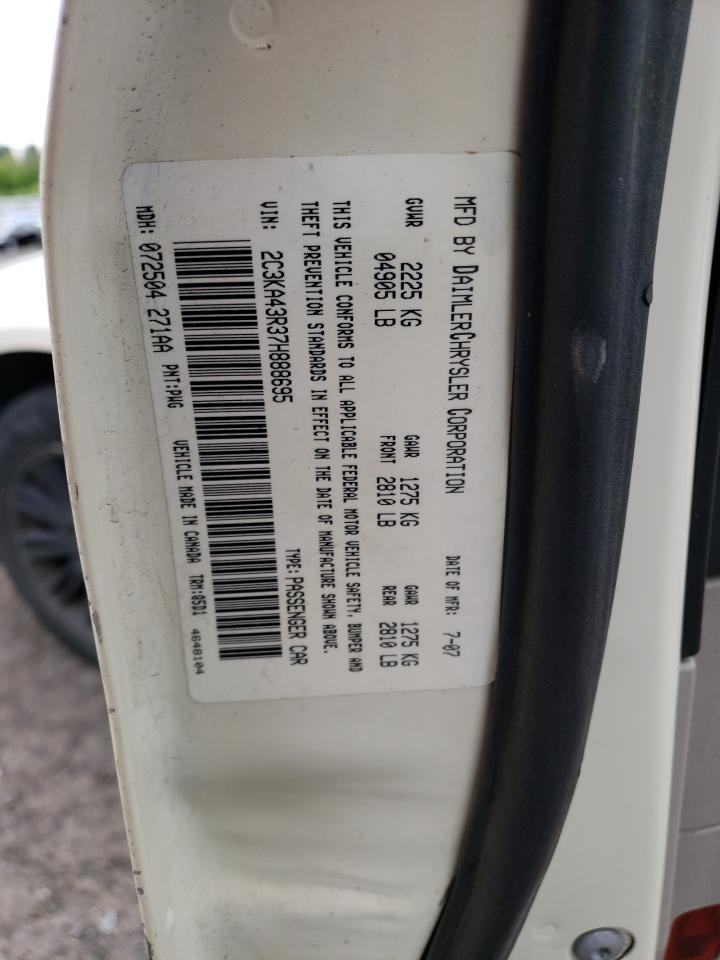 MFD BY DAIMLERCHRYSLER CORPORATION DATE OF MFR: 7-07
GVWR 2225 KG GAWR 1275 KG GAWR 1275 KG
04905 LB FRONT 2810 LB REAR 2810 LB
THIS VEHICLE CONFORMS TO ALL APPLICABLE FEDERAL MOTOR VEHICLE SAFETY, BUMPER AND
THEFT PREVENTION STANDARDS IN EFFECT ON THE DATE OF MANUFACTURE SHOWN ABOVE.
VIN: 2C3KA43R37H888695 TYPE: PASSENGER CAR
MDH: 072504 271AA PNT:PWG VEHICLE MADE IN CANADA TRM:05D1 4648104